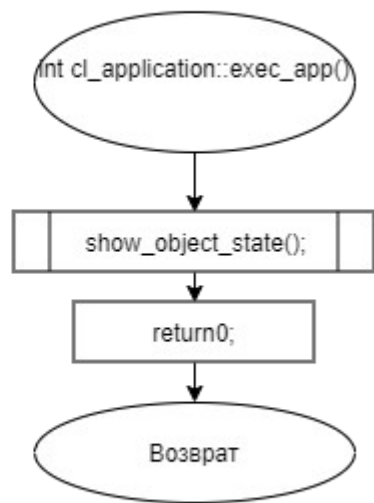 int cl_application::exec_app()
show_object_state();
return0;
Возврат